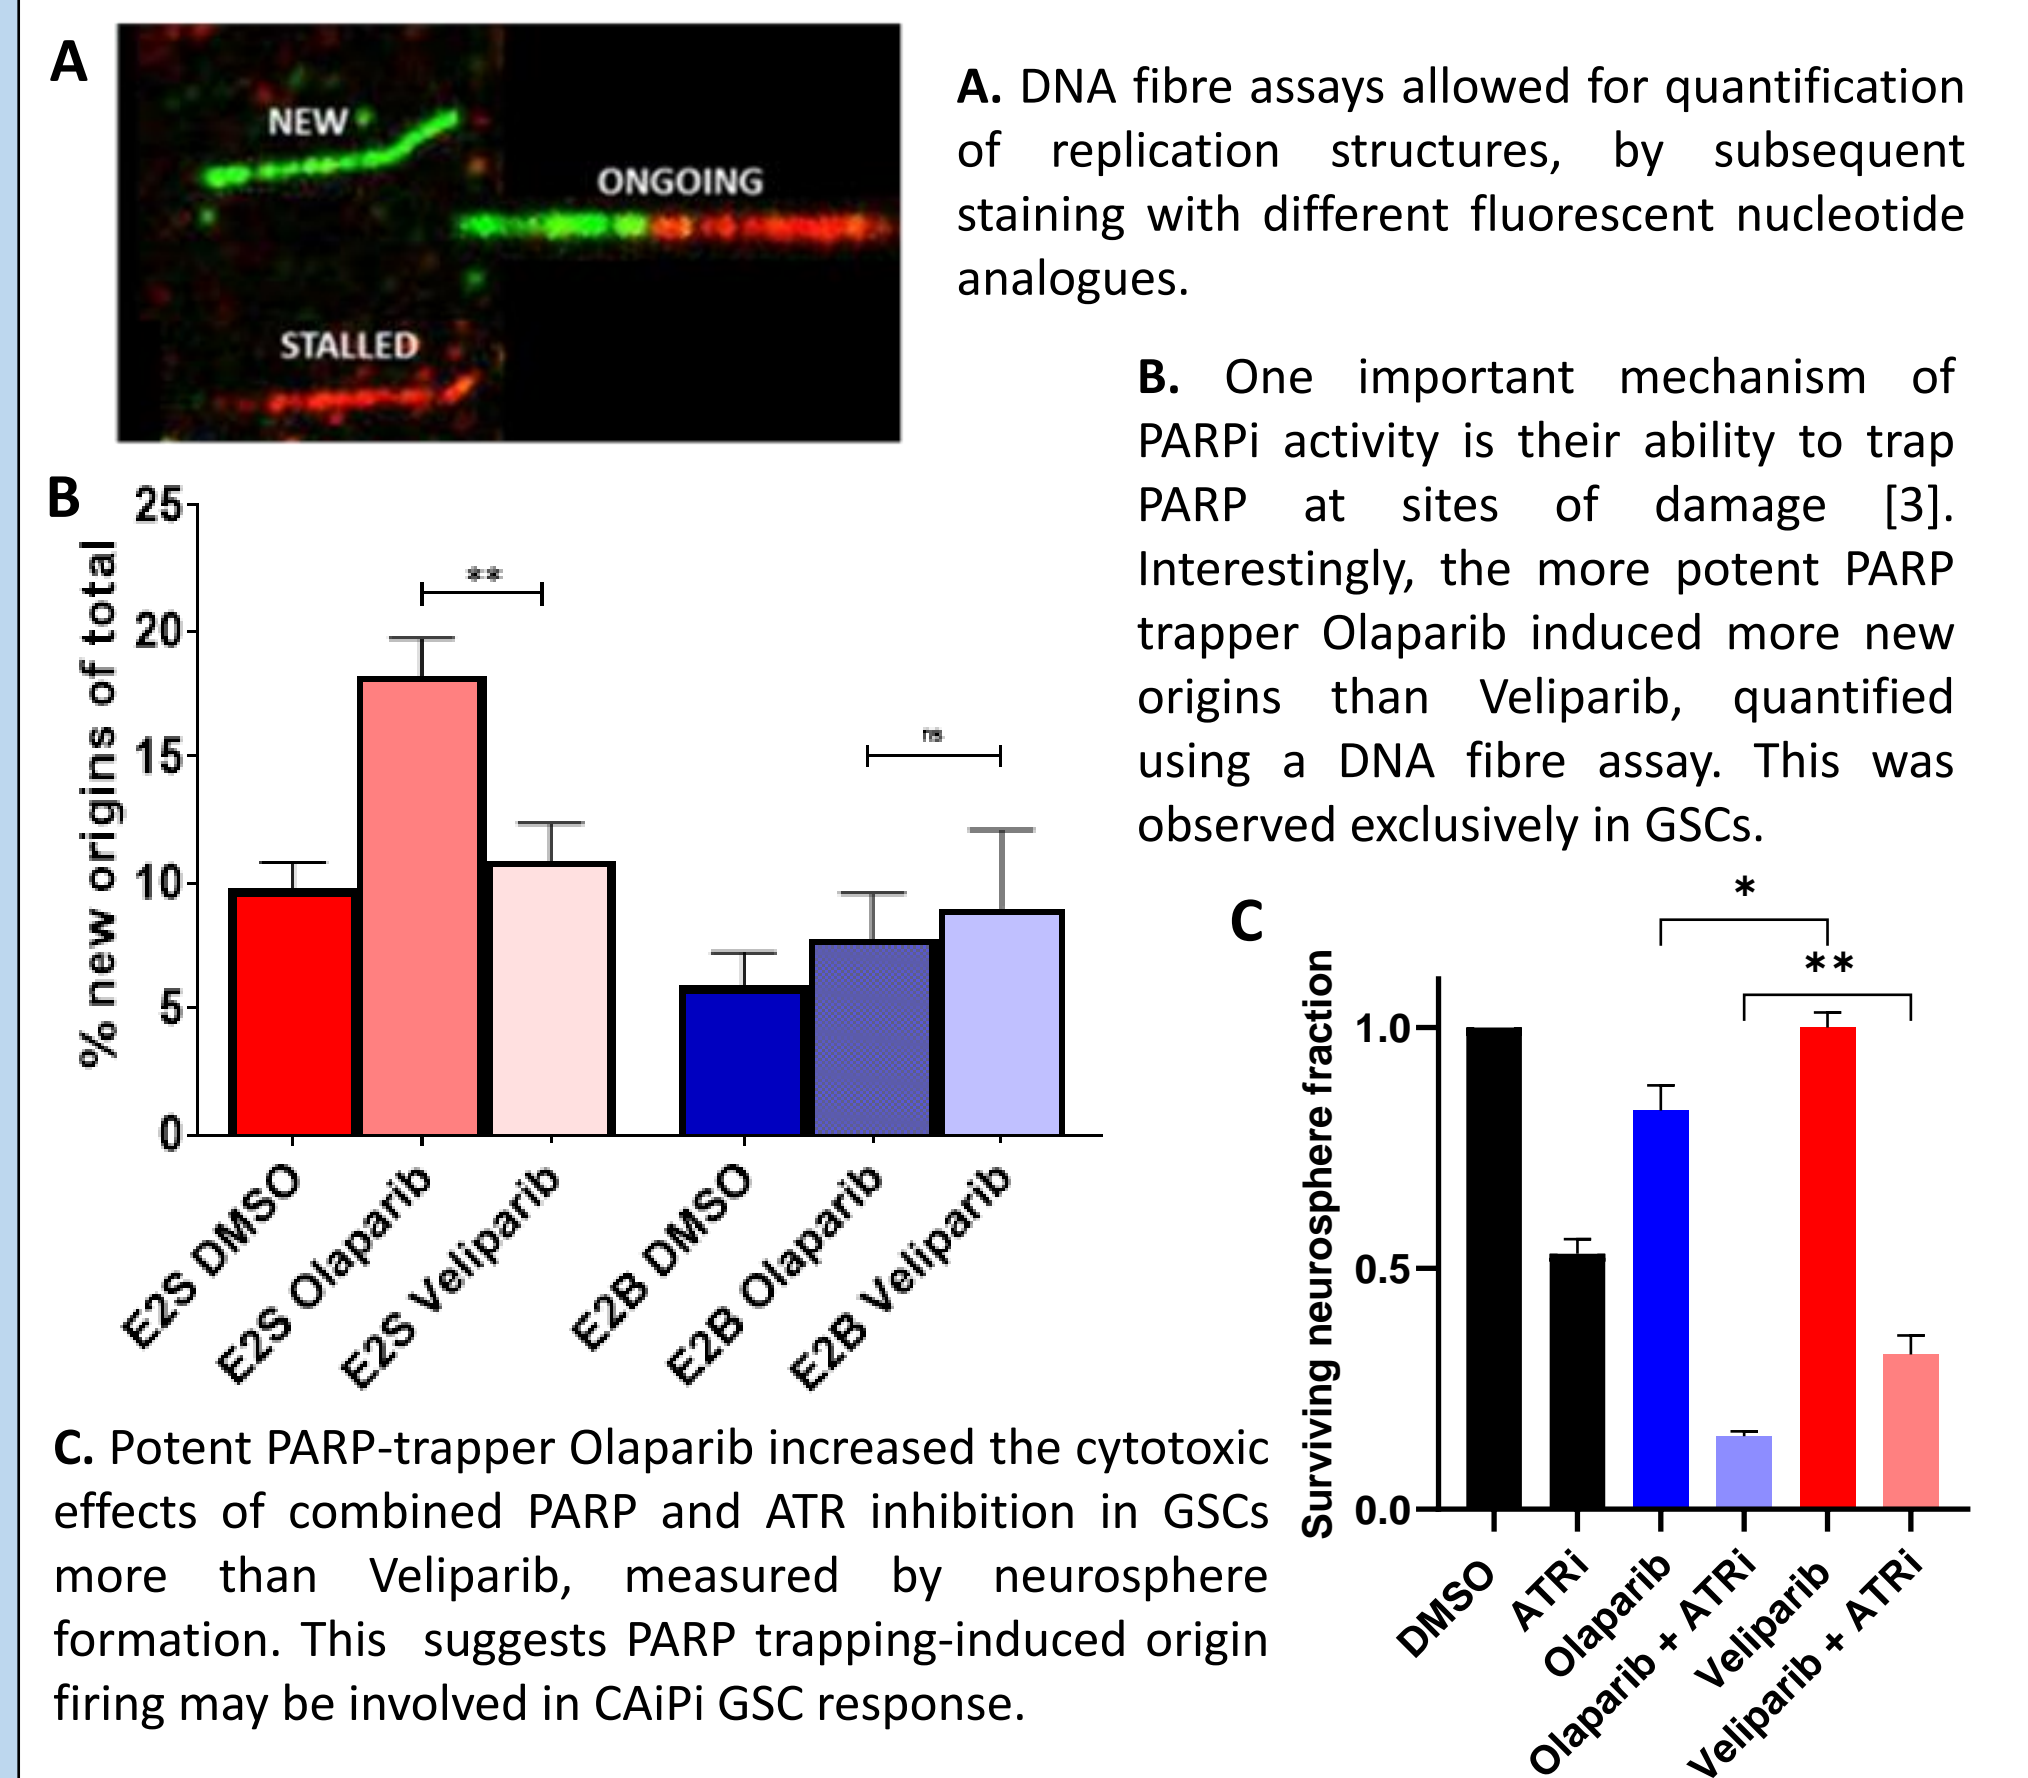 A
NEW
ONGOING
STALLED
A. DNA fibre assays allowed for quantification
of replication structures, by subsequent
staining with different fluorescent nucleotide
analogues.
B. One important mechanism of
PARPi activity is their ability to trap
PARP at sites of damage [3].
Interestingly, the more potent PARP
trapper Olaparib induced more new
origins than Veliparib, quantified
using a DNA fibre assay. This was
observed exclusively in GSCs.
B
% new origins of total
25
20
15
10
5
0
**
ns
E2S DMSO
E2S Olaparib
E2S Veliparib
E2B DMSO
E2B Olaparib
E2B Veliparib
C
Surviving neurosphere fraction
1.0
0.5
0.0
*
**
DMSO
ATRi
Olaparib
Olaparib + ATRi
Veliparib
Veliparib + ATRi
C. Potent PARP-trapper Olaparib increased the cytotoxic
effects of combined PARP and ATR inhibition in GSCs
more than Veliparib, measured by neurosphere
formation. This suggests PARP trapping-induced origin
firing may be involved in CAiPi GSC response.